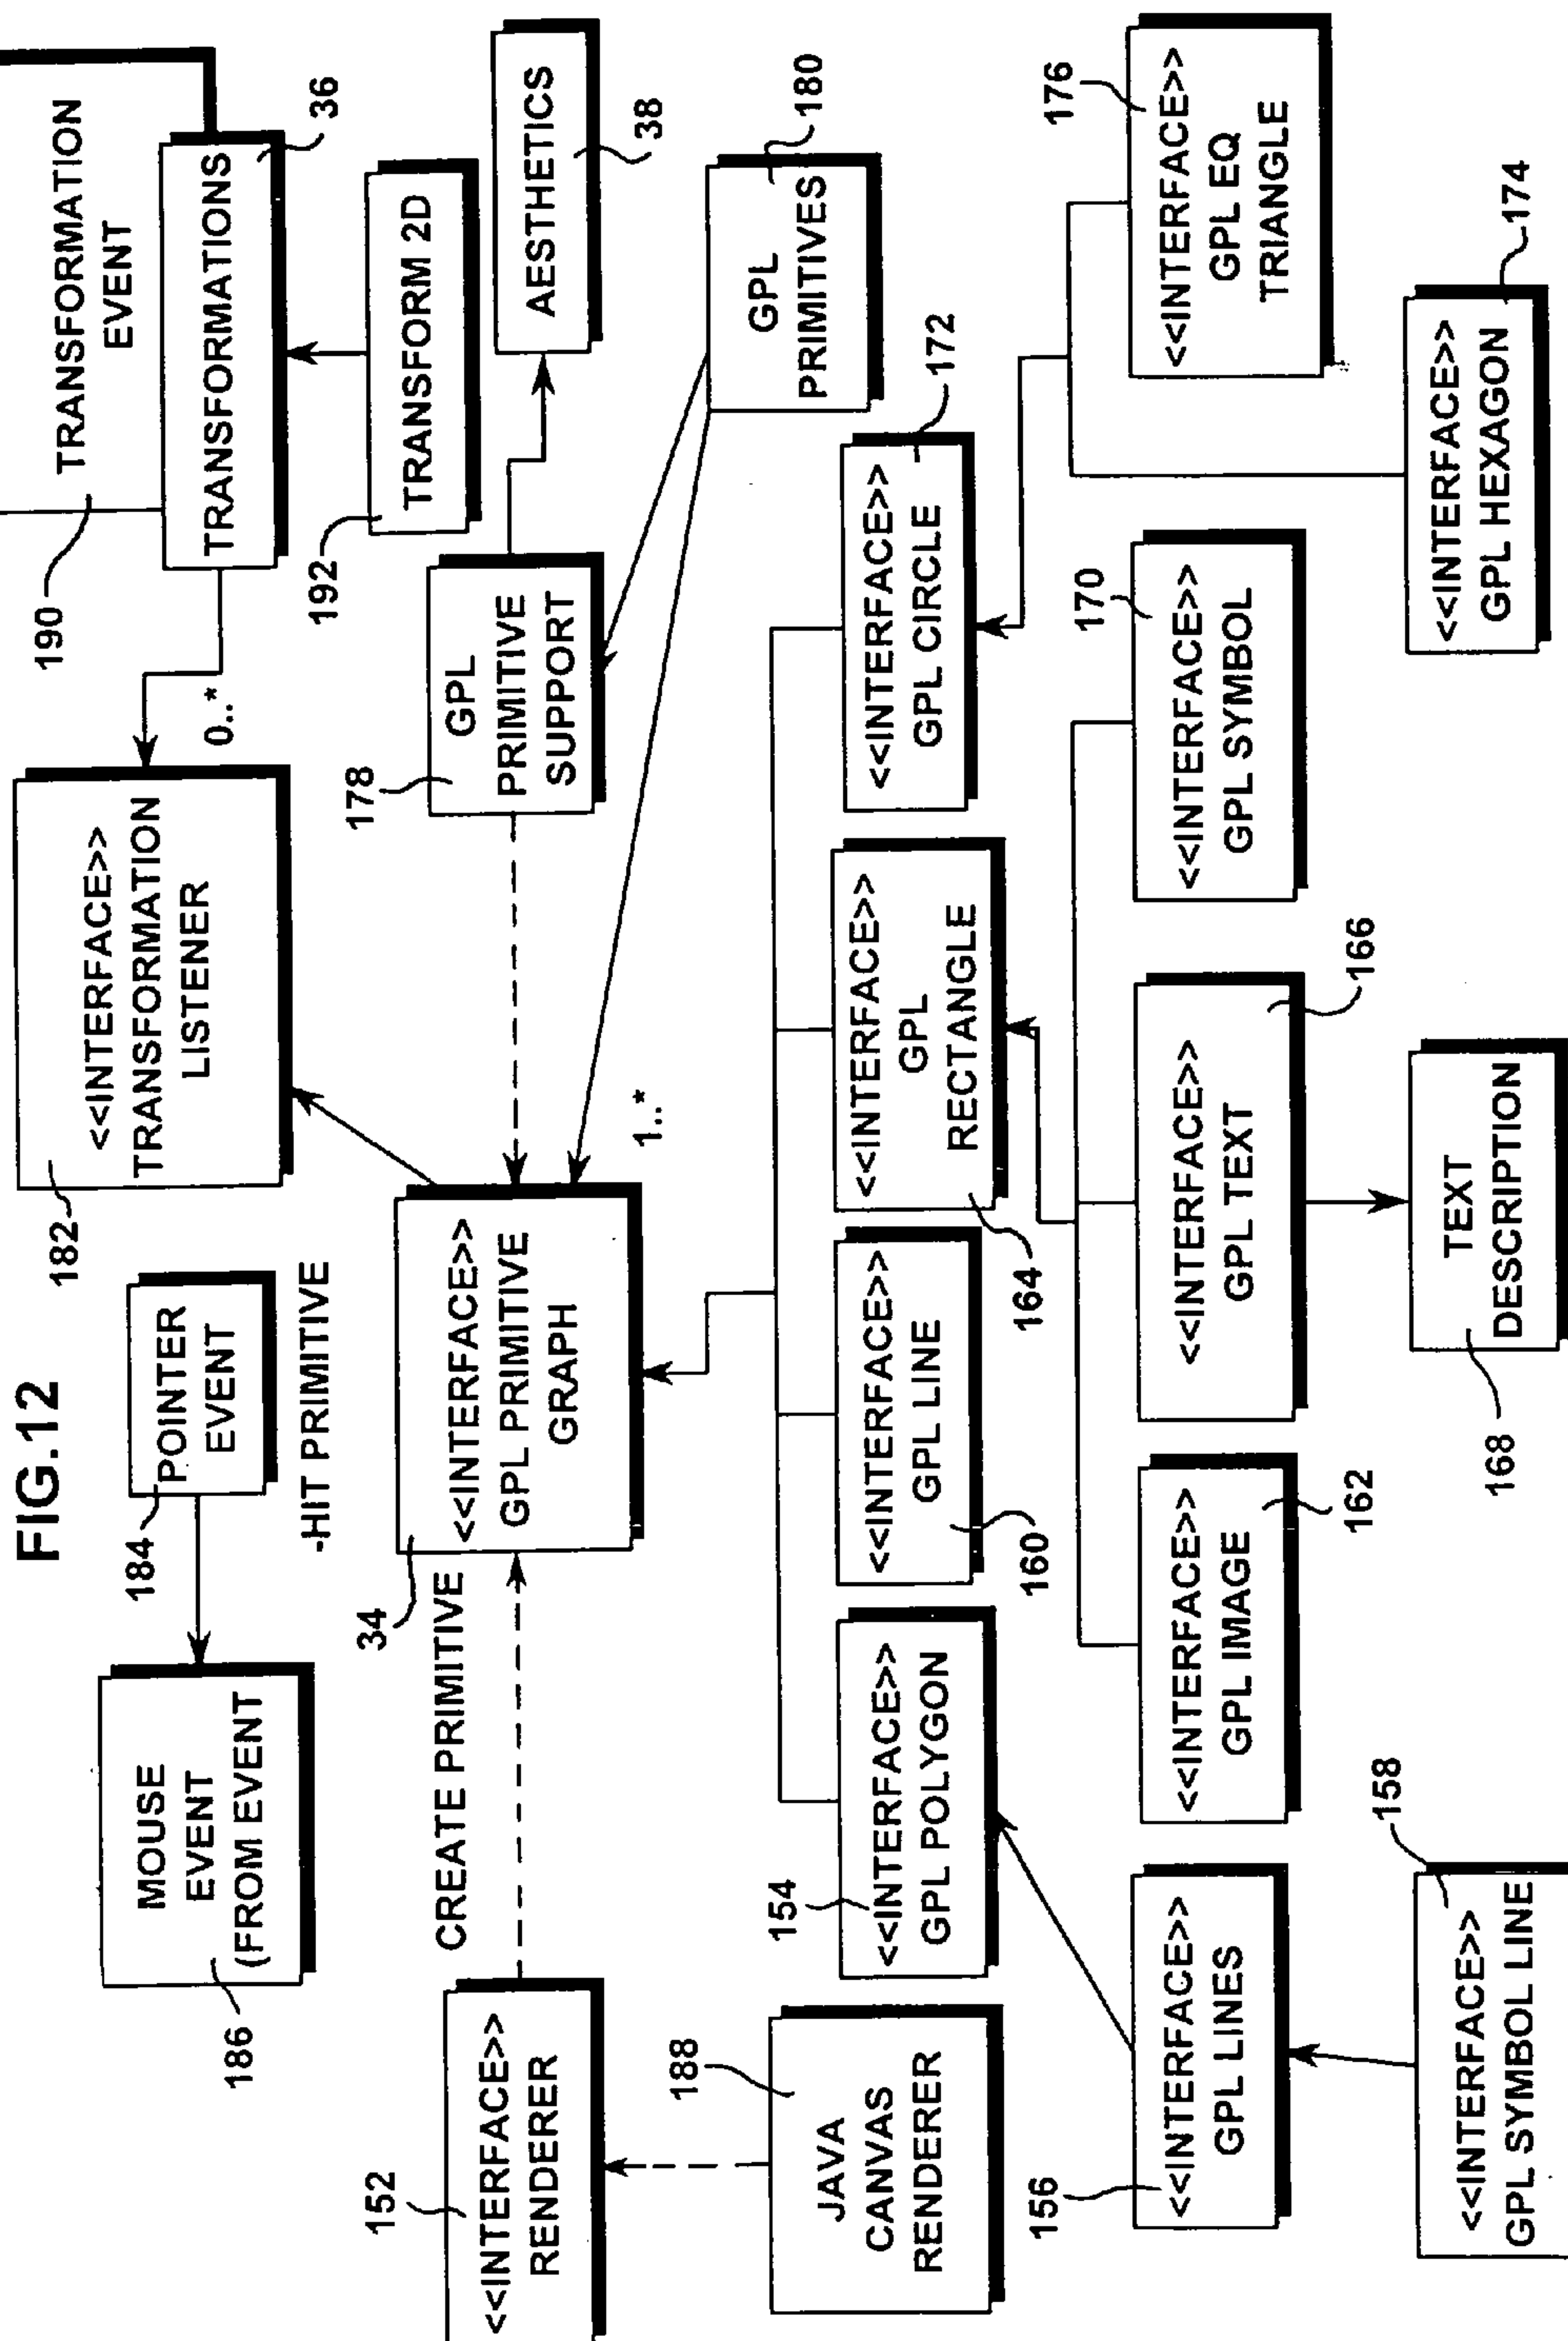 FIG.12
186
MOUSE
EVENT
(FROM EVENT)
184
POINTER
EVENT
-HIT PRIMITIVE
182
<<INTERFACE>>
TRANSFORMATION
LISTENER
0..*
190
TRANSFORMATION
EVENT
TRANSFORMATIONS
36
192
TRANSFORM 2D
AESTHETICS
38
152
<<INTERFACE>>
RENDERER
CREATE PRIMITIVE
34
<<INTERFACE>>
GPL PRIMITIVE
GRAPH
1..*
178
GPL
PRIMITIVE
SUPPORT
GPL
PRIMITIVES
180
188
JAVA
CANVAS
RENDERER
154
<<INTERFACE>>
GPL POLYGON
<<INTERFACE>>
GPL LINE
160
<<INTERFACE>>
GPL
RECTANGLE
164
<<INTERFACE>>
GPL CIRCLE
172
156
<<INTERFACE>>
GPL LINES
<<INTERFACE>>
GPL IMAGE
162
<<INTERFACE>>
GPL TEXT
166
170
<<INTERFACE>>
GPL SYMBOL
176
<<INTERFACE>>
GPL EQ
TRIANGLE
158
<<INTERFACE>>
GPL SYMBOL LINE
168
TEXT
DESCRIPTION
<<INTERFACE>>
GPL HEXAGON
174